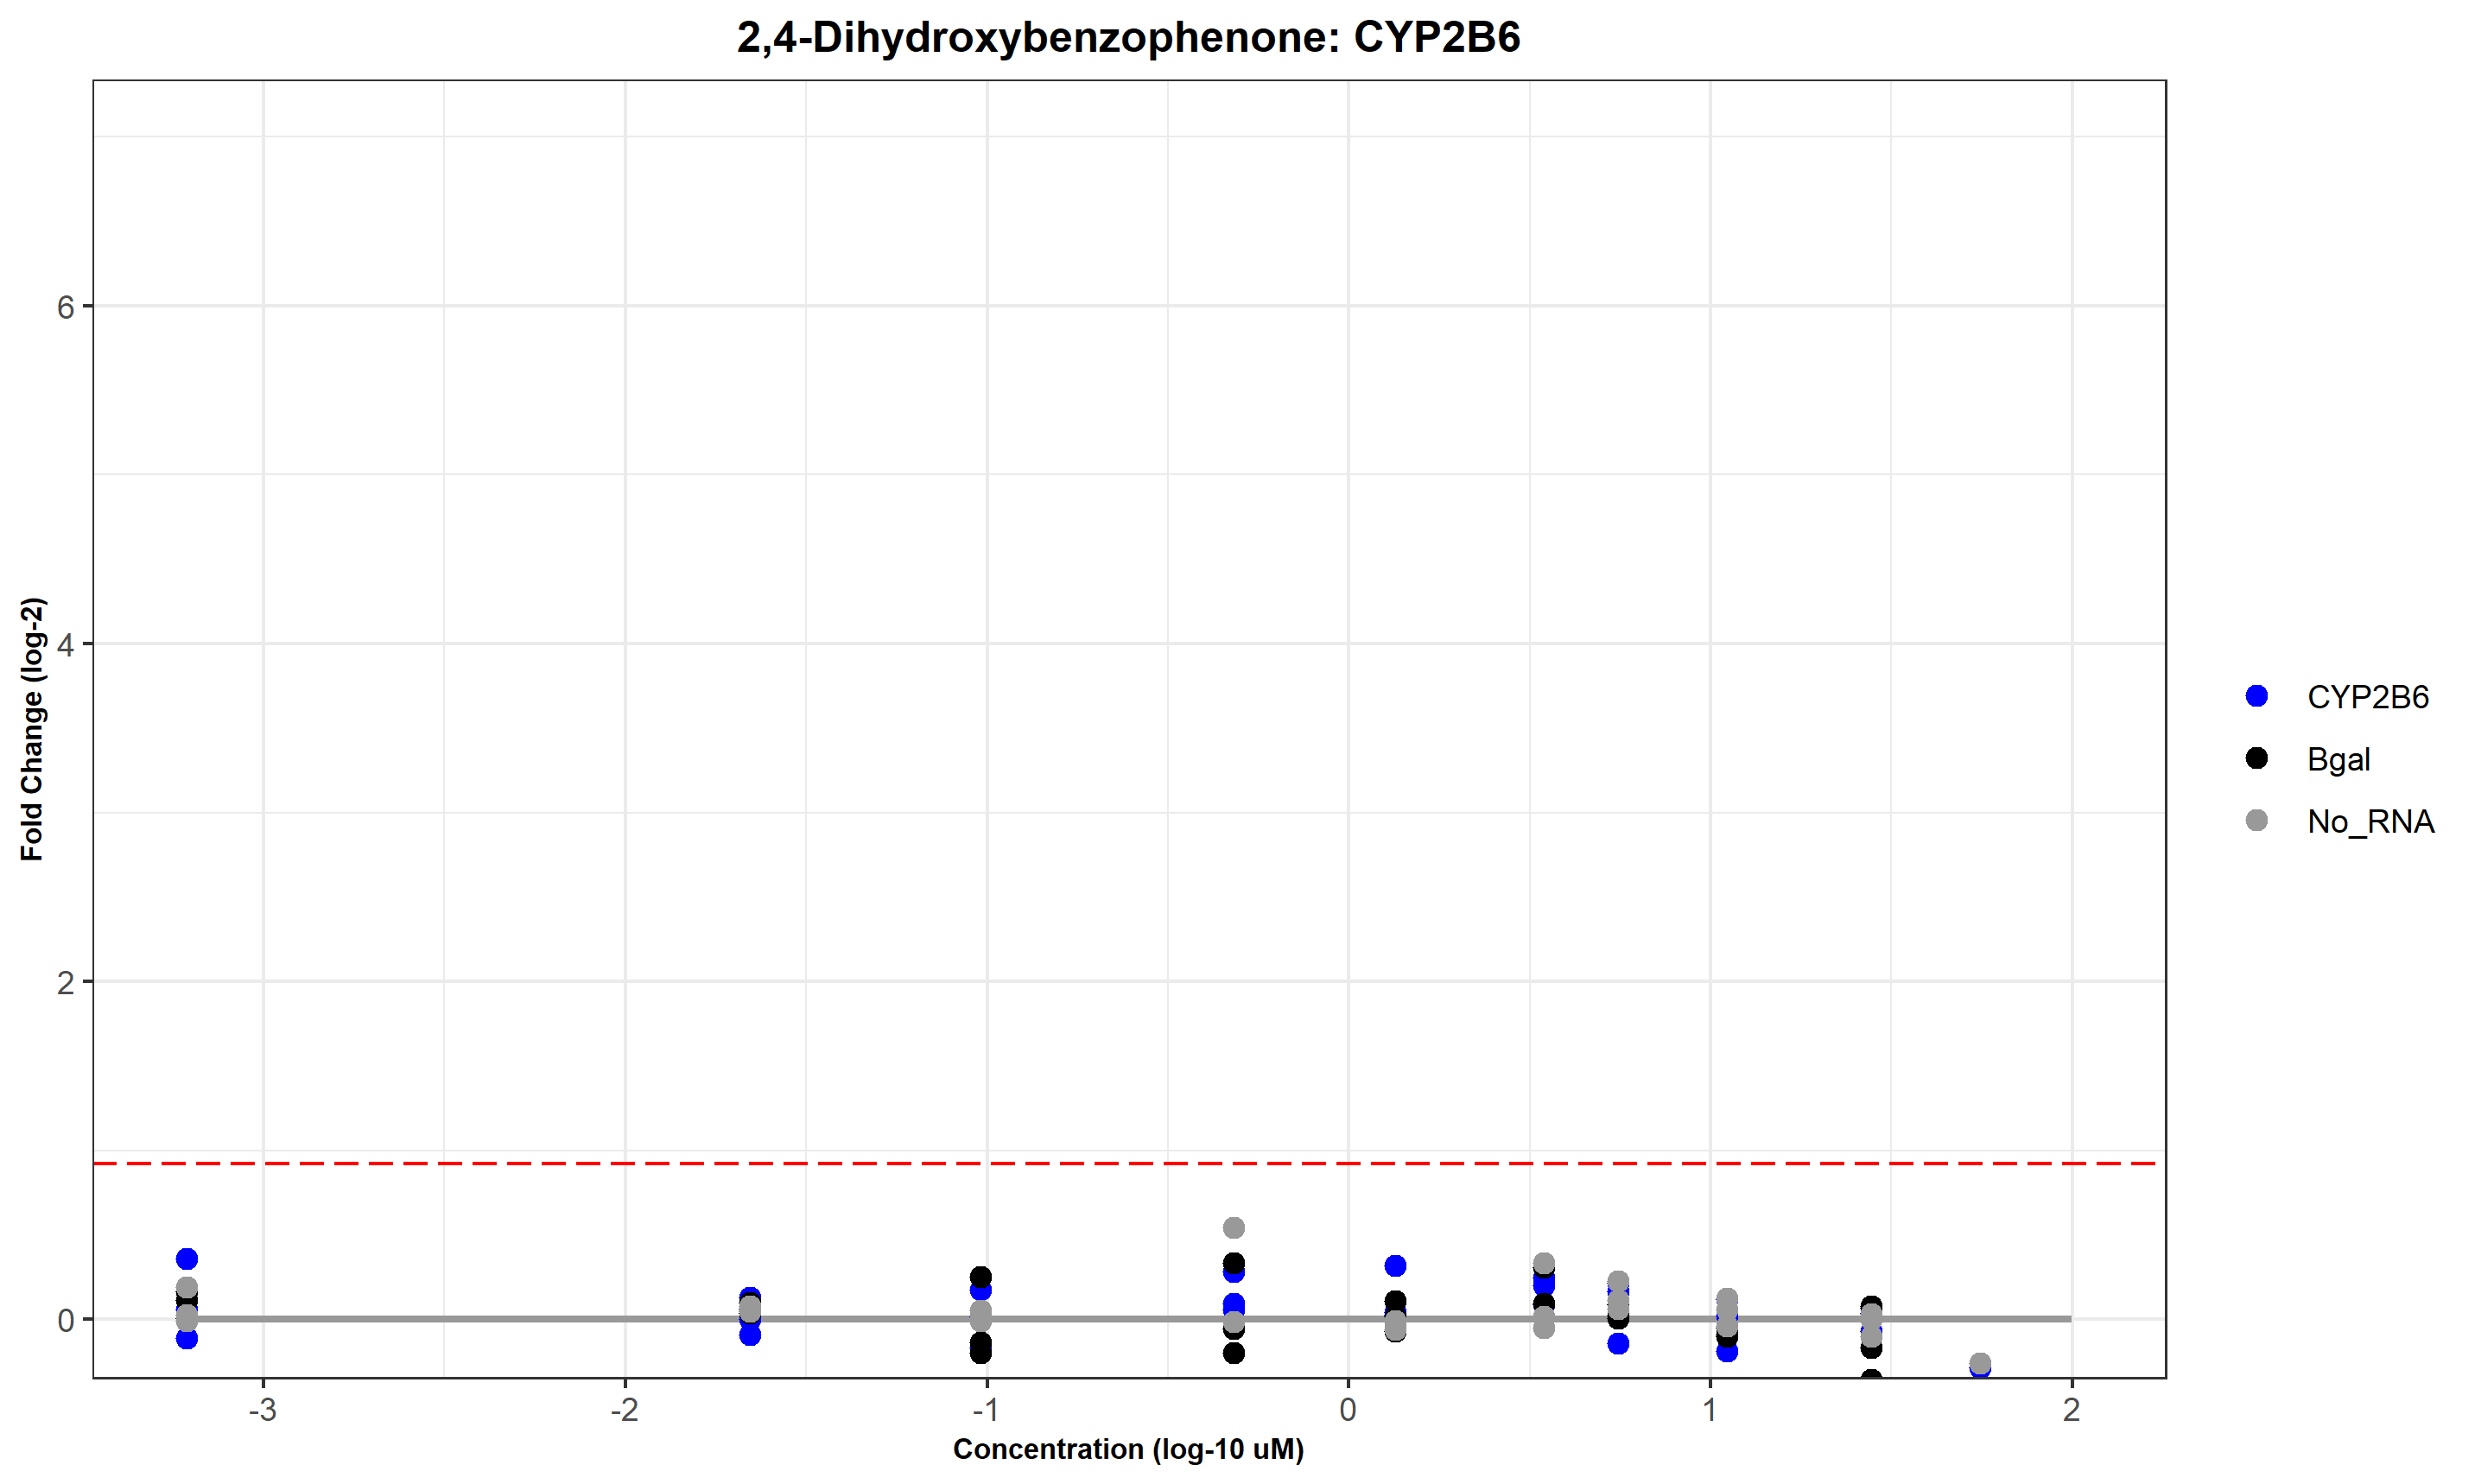 2,4-Dihydroxybenzophenone: CYP2B6
Fold Change (log-2)
6
4
2
0
-3
-2
-1
0
1
2
Concentration (log-10 uM)
CYP2B6
Bgal
No_RNA